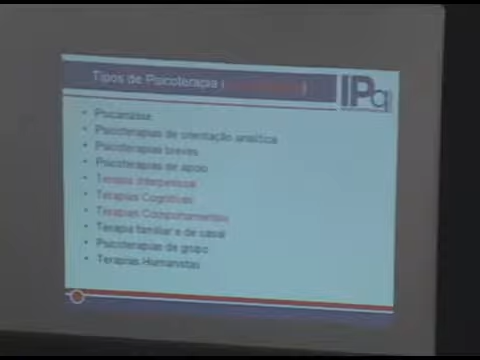 Tipos de Psicoterapia (
IPq
• Psicanálise
• Psicoterapias de orientação analítica
• Psicoterapias breves
• Psicoterapias de apoio
• Terapia Interpessoal
• Terapias Cognitivas
• Terapias Comportamentais
• Terapia familiar e de casal
• Psicoterapias de grupo
• Terapias Humanistas